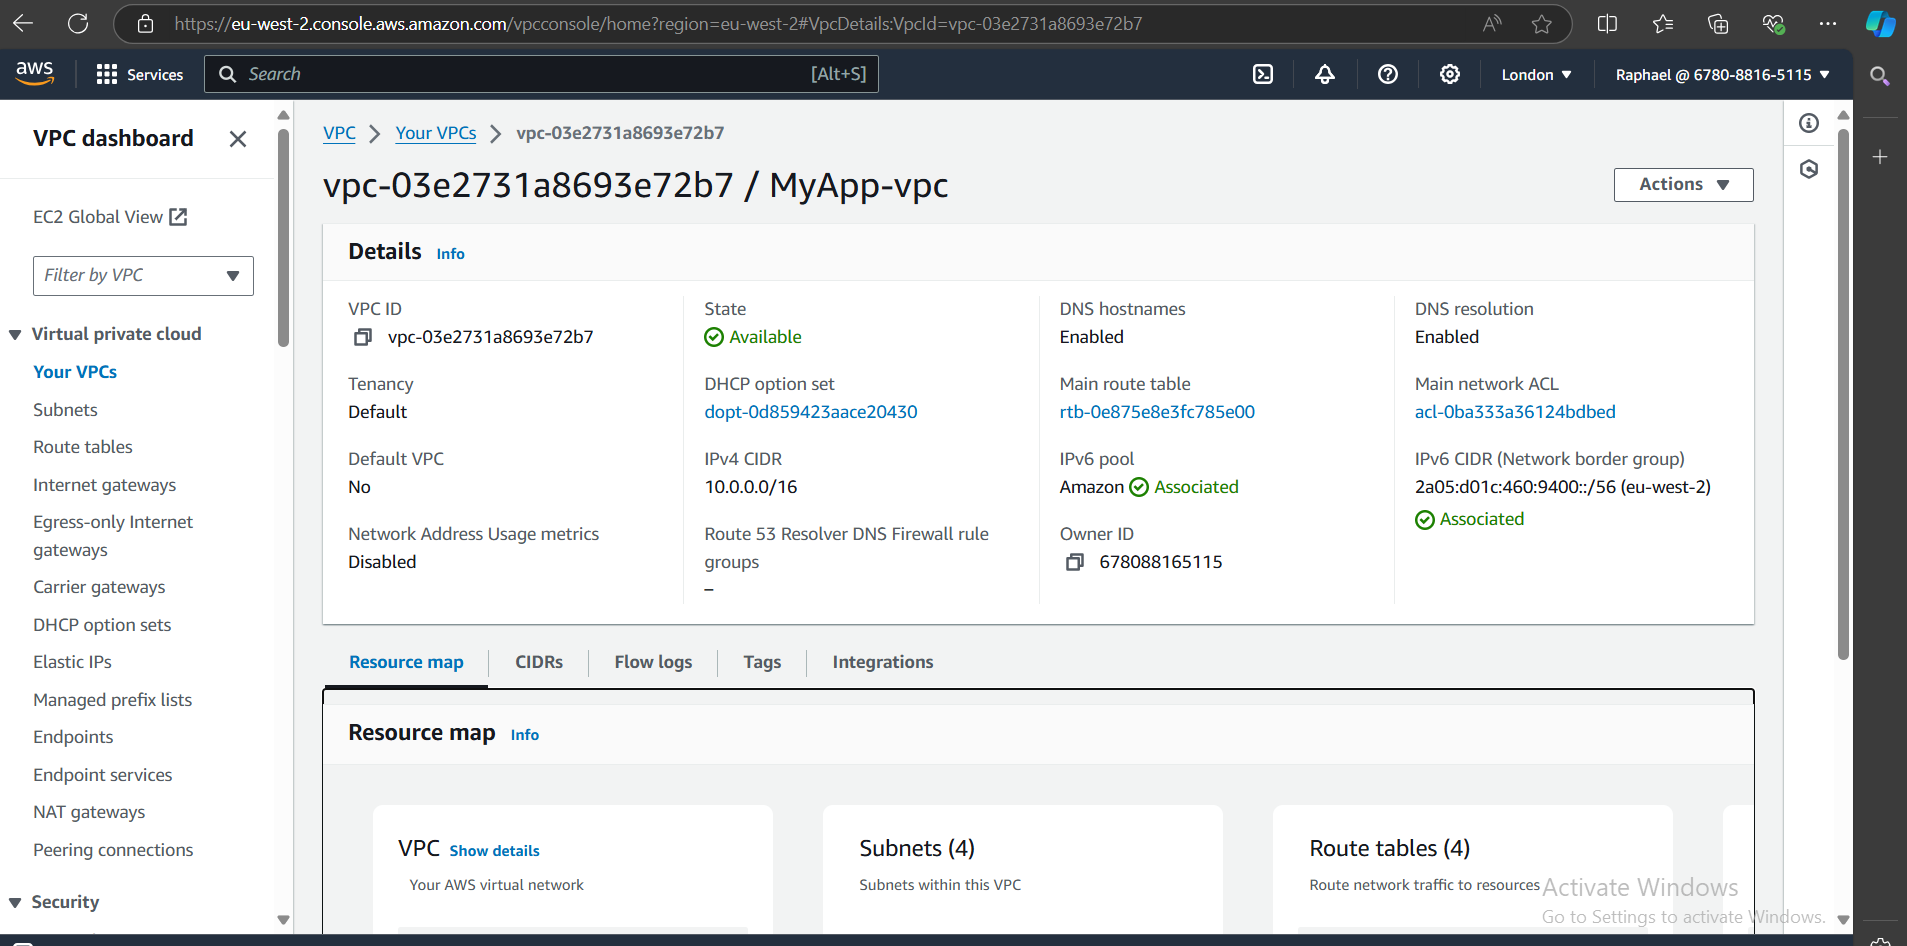 https://eu-west-2.console.aws.amazon.com/vpcconsole/home?region=eu-west-2#VpcDetails:VpcId=vpc-03e2731a8693e72b7
aws
Services
Search
[Alt+S]
London
Raphael @ 6780-8816-5115
VPC dashboard
EC2 Global View
Filter by VPC
Virtual private cloud
Your VPCs
Subnets
Route tables
Internet gateways
Egress-only Internet
gateways
Carrier gateways
DHCP option sets
Elastic IPs
Managed prefix lists
Endpoints
Endpoint services
NAT gateways
Peering connections
Security
VPC
Your VPCs
vpc-03e2731a8693e72b7
vpc-03e2731a8693e72b7 / MyApp-vpc
Actions
Details Info
VPC ID
vpc-03e2731a8693e72b7
State
Available
DNS hostnames
Enabled
DNS resolution
Enabled
Tenancy
Default
DHCP option set
dopt-0d859423aace20430
Main route table
rtb-0e875e8e3fc785e00
Main network ACL
acl-0ba333a36124bdbed
Default VPC
No
IPv4 CIDR
10.0.0.0/16
IPv6 pool
Amazon Associated
IPv6 CIDR (Network border group)
2a05:d01c:460:9400::/56 (eu-west-2)
Associated
Network Address Usage metrics
Disabled
Route 53 Resolver DNS Firewall rule
groups
–
Owner ID
678088165115
Resource map
CIDRs
Flow logs
Tags
Integrations
Resource map Info
VPC Show details
Your AWS virtual network
Subnets (4)
Subnets within this VPC
Route tables (4)
Route network traffic to resources
Activate Windows
Go to Settings to activate Windows.